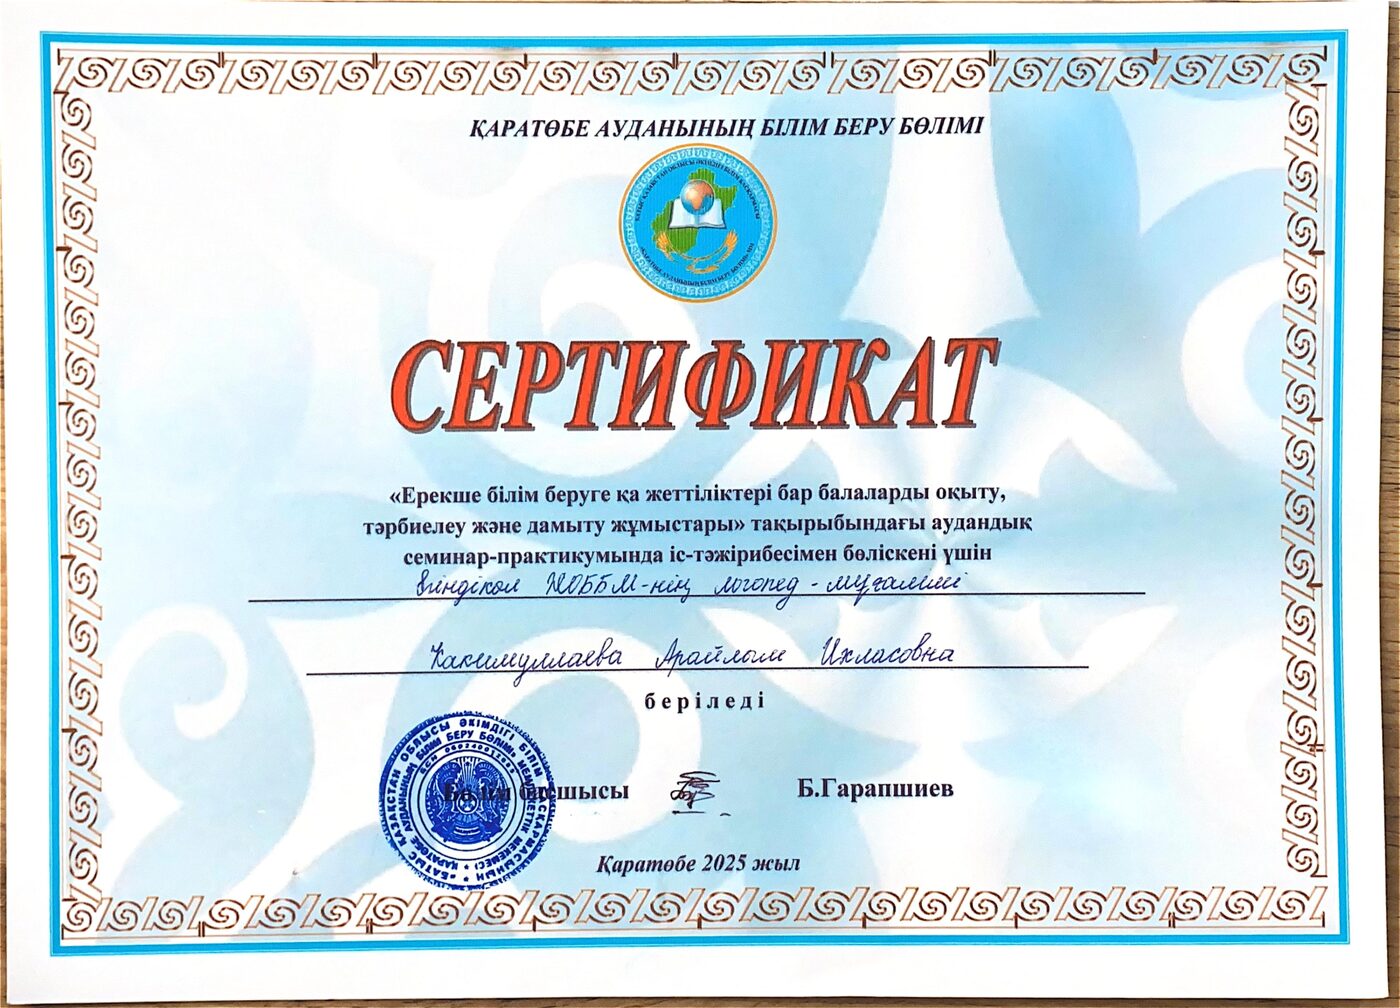 ҚАРАТӨБЕ АУДАНЫНЫҢ БІЛІМ БЕРУ БӨЛІМІ
СЕРТИФИКАТ
«Ерекше білім беруге қа жеттіліктері бар балаларды оқыту,
тәрбиелеу және дамыту жұмыстары» тақырыбындағы аудандық
семинар-практикумында іс-тәжірибесімен бөліскені үшін
Егіндікөл ЖОББМ-нің логопед-мұғалімі
Какимуллаева Арайлым Ихласовна
беріледі
Бөлім басшысы Б.Гарапшиев
Қаратөбе 2025 жыл